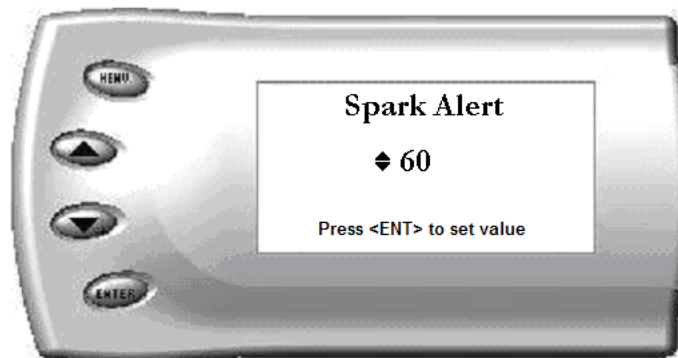 MENU
Spark Alert
60
Press <ENT> to set value
ENTER